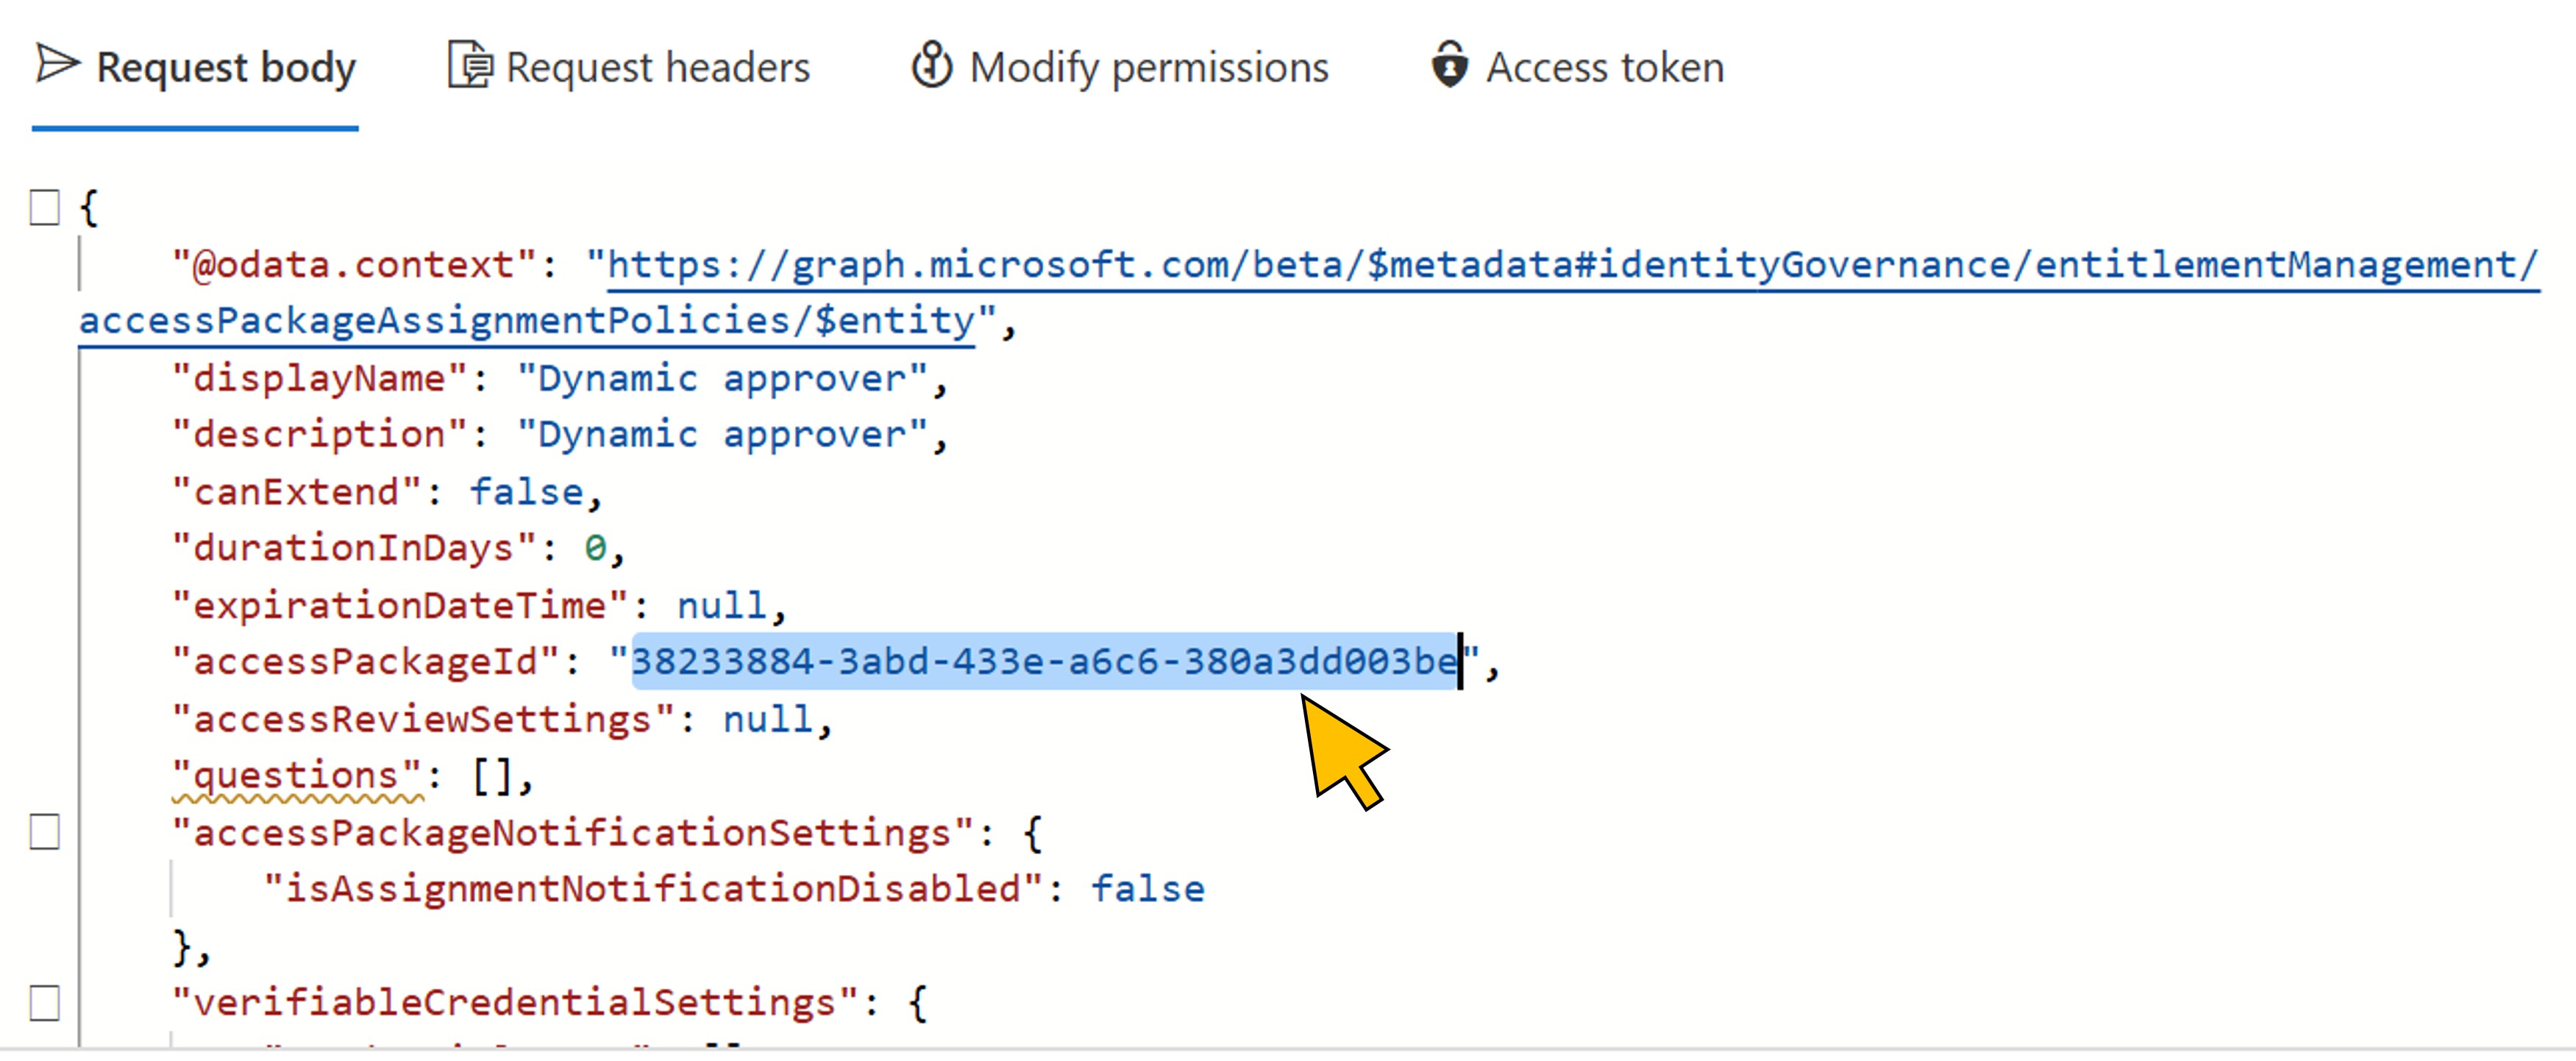 Request body Request headers Modify permissions Access token
{
"@odata.context": "https://graph.microsoft.com/beta/$metadata#identityGovernance/entitlementManagement/
accessPackageAssignmentPolicies/$entity",
"displayName": "Dynamic approver",
"description": "Dynamic approver",
"canExtend": false,
"durationInDays": 0,
"expirationDateTime": null,
"accessPackageId": "38233884-3abd-433e-a6c6-380a3dd003be",
"accessReviewSettings": null,
"questions": [],
"accessPackageNotificationSettings": {
"isAssignmentNotificationDisabled": false
},
"verifiableCredentialSettings": {